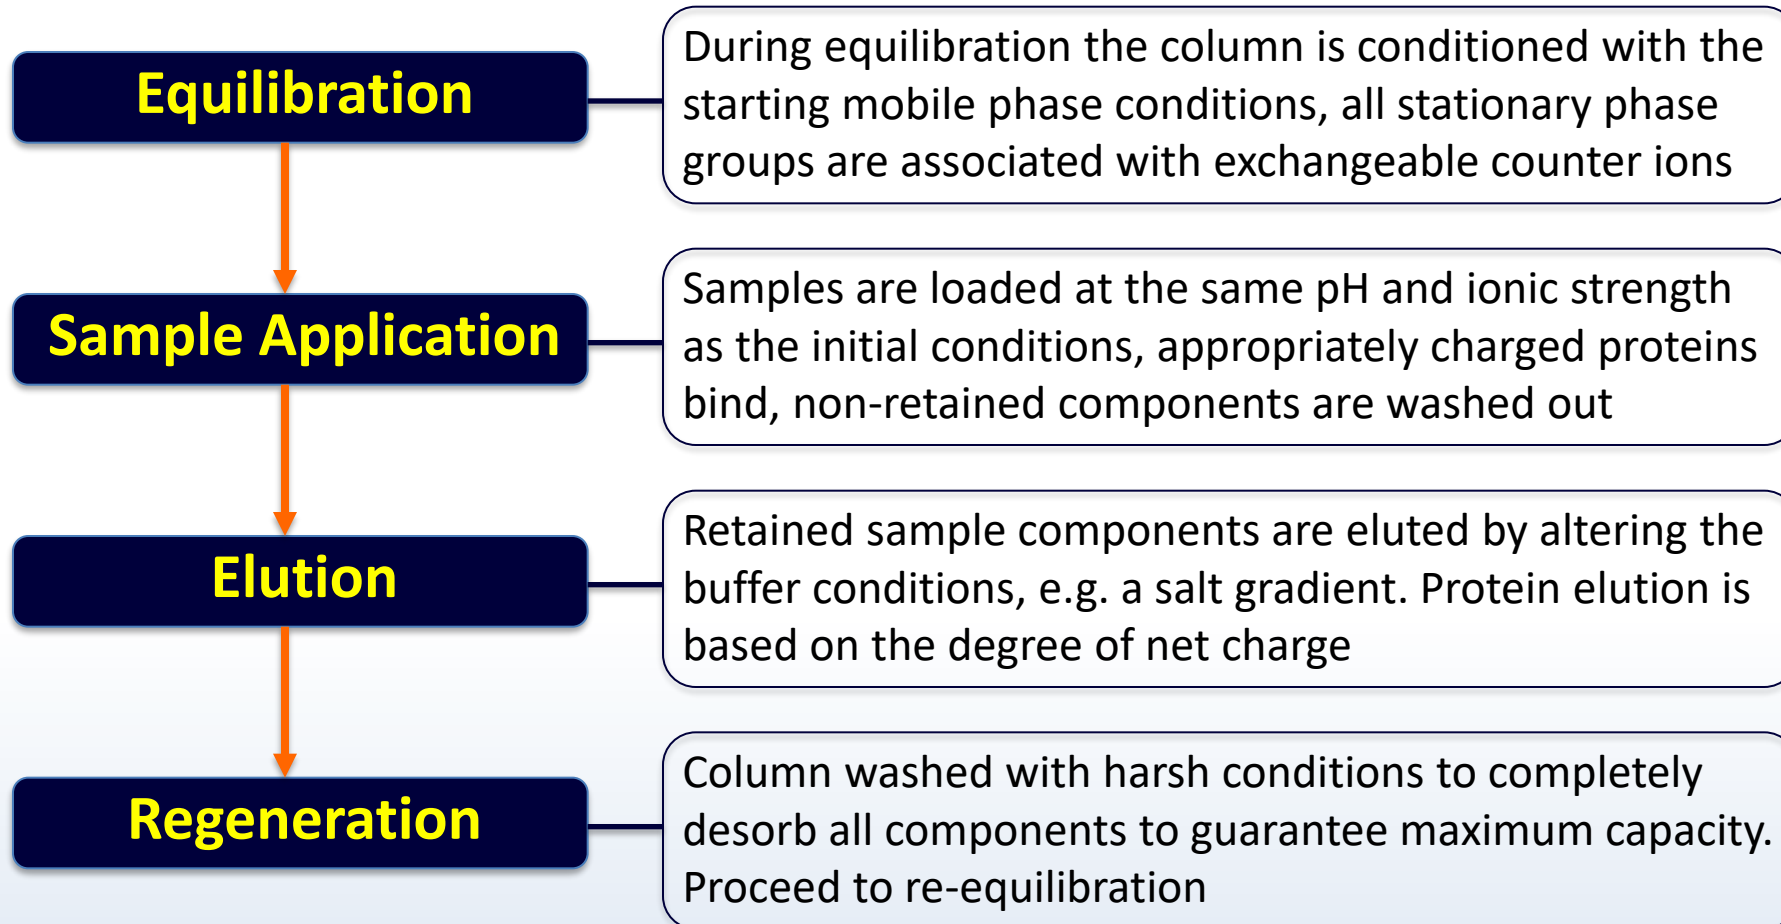 Equilibration
During equilibration the column is conditioned with the
starting mobile phase conditions, all stationary phase
groups are associated with exchangeable counter ions
Sample Application
Samples are loaded at the same pH and ionic strength
as the initial conditions, appropriately charged proteins
bind, non-retained components are washed out
Elution
Retained sample components are eluted by altering the
buffer conditions, e.g. a salt gradient. Protein elution is
based on the degree of net charge
Regeneration
Column washed with harsh conditions to completely
desorb all components to guarantee maximum capacity.
Proceed to re-equilibration